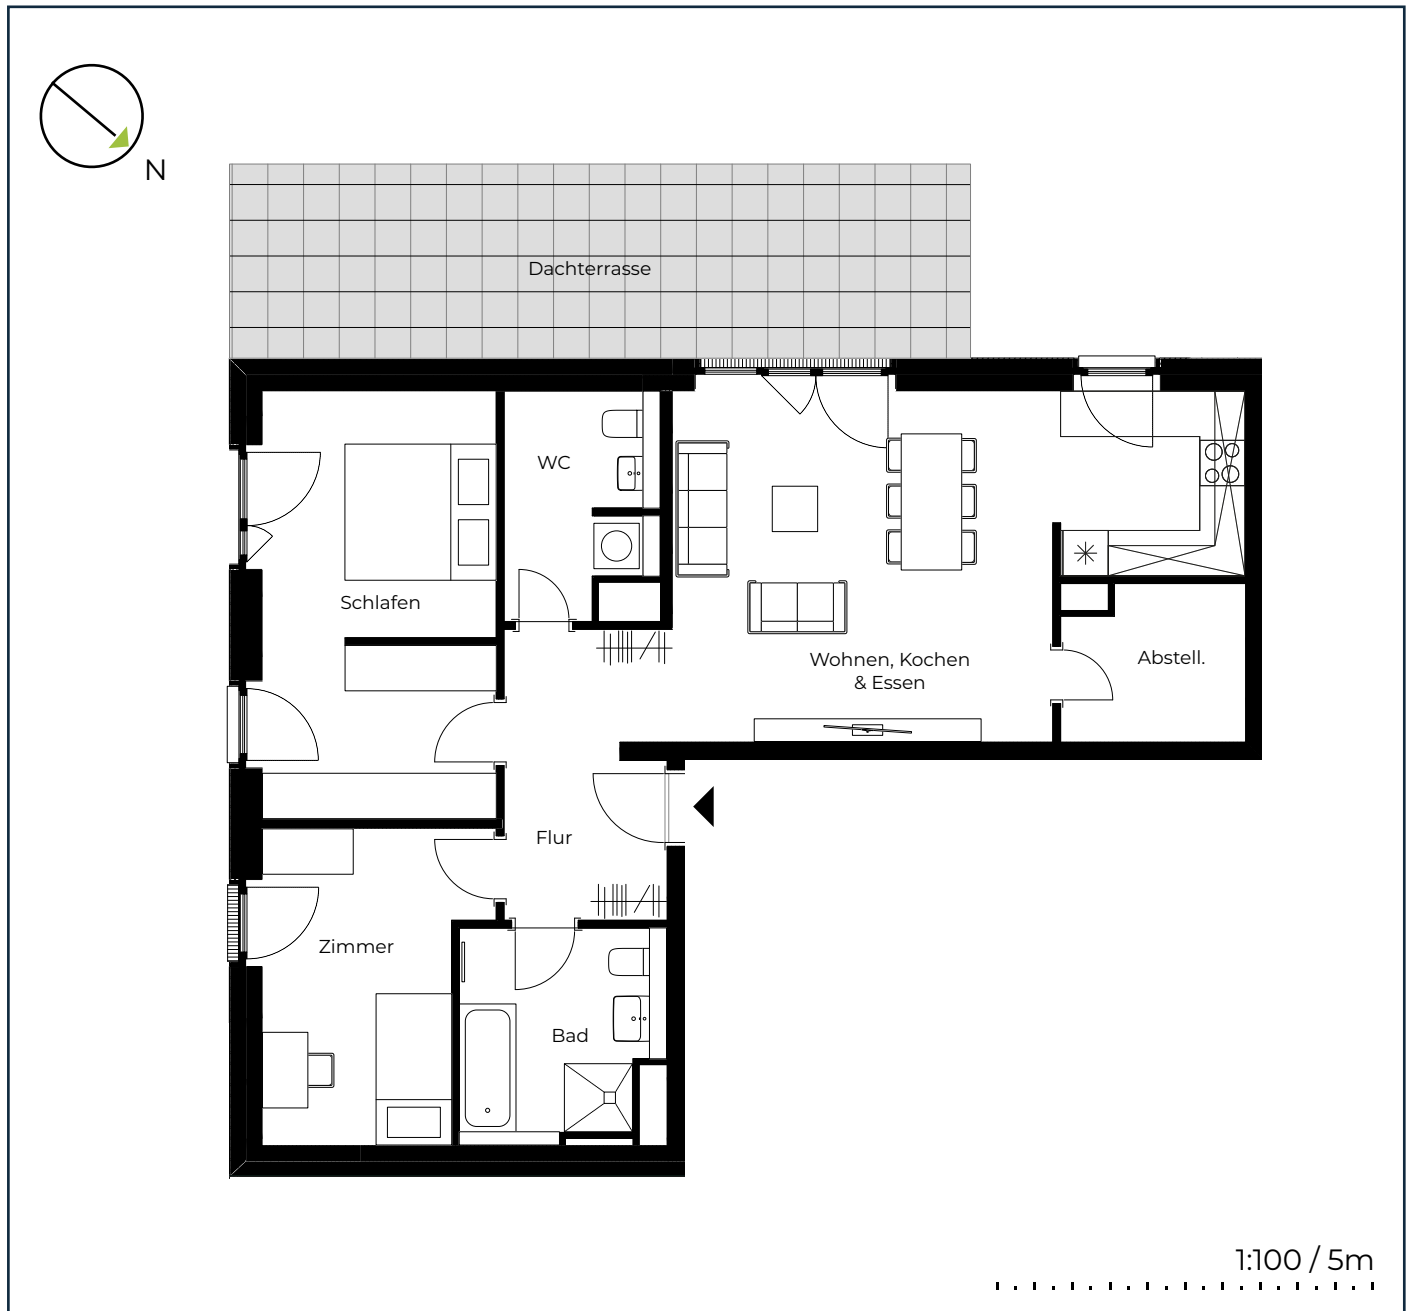 N
Dachterrasse
WC
Schlafen
Wohnen, Kochen
& Essen
Abstell.
Flur
Zimmer
Bad
1:100 / 5m